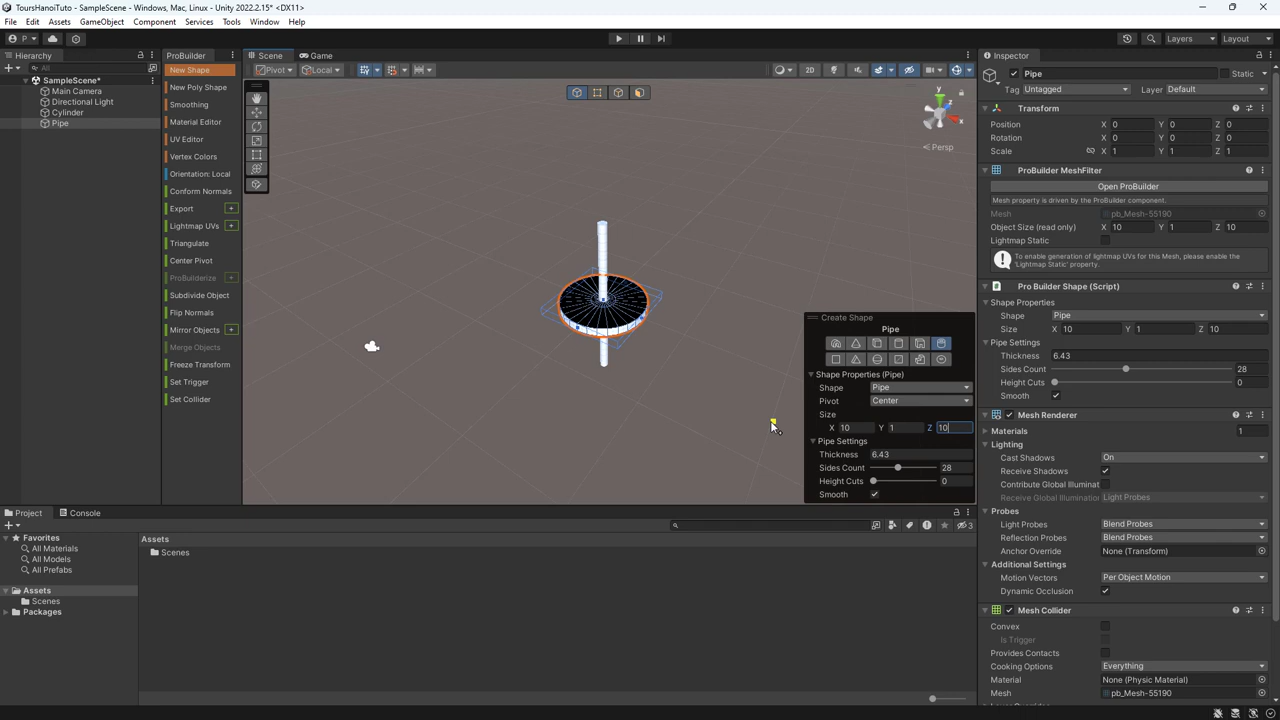 ToursHanoiTuto - SampleScene - Windows, Mac, Linux - Unity 2022.2.15* <DX11>
File Edit Assets GameObject Component Services Tools Window Help
P
Layers Layout
Hierarchy
All
SampleScene*
Main Camera
Directional Light
Cylinder
Pipe
ProBuilder
New Shape
New Poly Shape
Smoothing
Material Editor
UV Editor
Vertex Colors
Orientation: Local
Conform Normals
Export +
Lightmap UVs +
Triangulate
Center Pivot
ProBuilderize +
Subdivide Object
Flip Normals
Mirror Objects +
Merge Objects
Freeze Transform
Set Trigger
Set Collider
Scene Game
Pivot Local 2D
y
z
x
Persp
Create Shape
Pipe
Shape Properties (Pipe)
Shape Pipe
Pivot Center
Size
X 10 Y 1 Z 10
Pipe Settings
Thickness 6.43
Sides Count 28
Height Cuts 0
Smooth
Inspector
Pipe Static
Tag Untagged Layer Default
Transform
Position X 0 Y 0 Z 0
Rotation X 0 Y 0 Z 0
Scale X 1 Y 1 Z 1
ProBuilder MeshFilter
Open ProBuilder
Mesh property is driven by the ProBuilder component.
Mesh pb_Mesh-55190
Object Size (read only) X 10 Y 1 Z 10
Lightmap Static
To enable generation of lightmap UVs for this Mesh, please enable the 'Lightmap Static' property.
Pro Builder Shape (Script)
Shape Properties
Shape Pipe
Size X 10 Y 1 Z 10
Pipe Settings
Thickness 6.43
Sides Count 28
Height Cuts 0
Smooth
Mesh Renderer
Materials 1
Lighting
Cast Shadows On
Receive Shadows
Contribute Global Illuminat
Receive Global Illumination Light Probes
Probes
Light Probes Blend Probes
Reflection Probes Blend Probes
Anchor Override None (Transform)
Additional Settings
Motion Vectors Per Object Motion
Dynamic Occlusion
Mesh Collider
Convex
Is Trigger
Provides Contacts
Cooking Options Everything
Material None (Physic Material)
Mesh pb_Mesh-55190
Project Console
3
Favorites
All Materials
All Models
All Prefabs
Assets
Scenes
Packages
Assets
Scenes